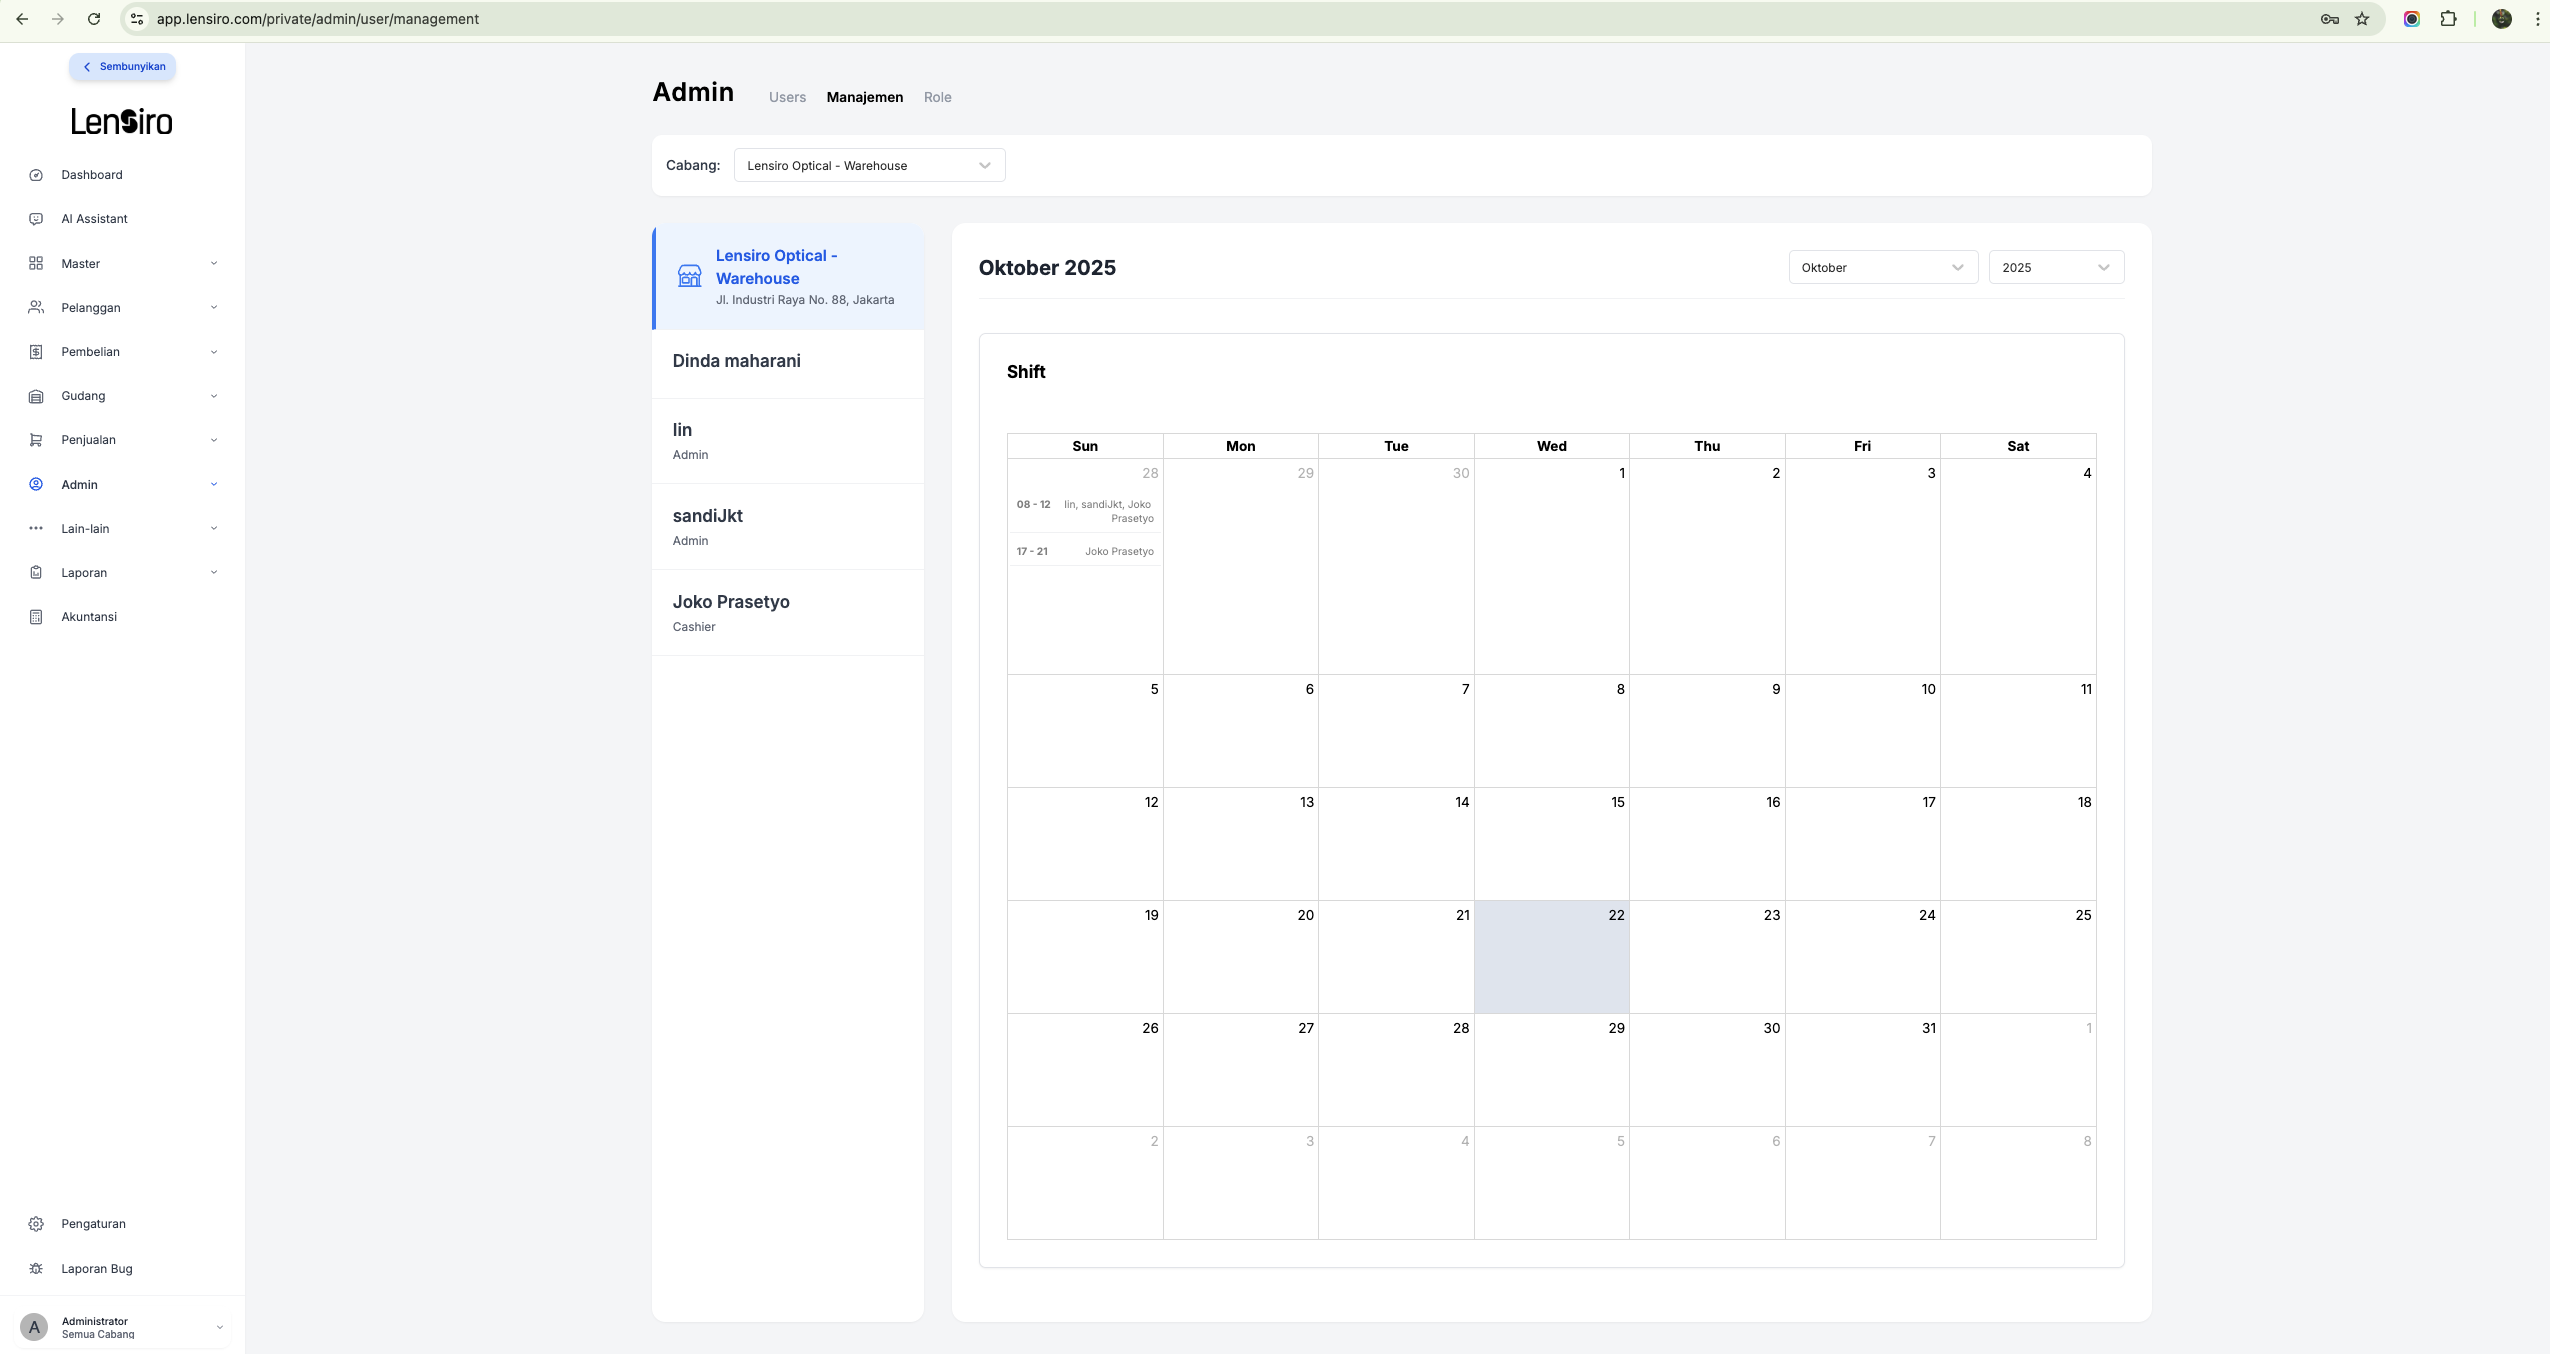 app.lensiro.com/private/admin/user/management
Sembunyikan
Lensiro
Dashboard
AI Assistant
Master
Pelanggan
Pembelian
Gudang
Penjualan
Admin
Lain-lain
Laporan
Akuntansi
Pengaturan
Laporan Bug
A
Administrator
Semua Cabang
Admin
Users Manajemen Role
Cabang: Lensiro Optical - Warehouse
Lensiro Optical -
Warehouse
Jl. Industri Raya No. 88, Jakarta
Dinda maharani
Iin
Admin
sandiJkt
Admin
Joko Prasetyo
Cashier
Oktober 2025
Oktober 2025
Shift
Sun Mon Tue Wed Thu Fri Sat
28 29 30 1 2 3 4
08 - 12 Iin, sandiJkt, Joko
Prasetyo
17 - 21 Joko Prasetyo
5 6 7 8 9 10 11
12 13 14 15 16 17 18
19 20 21 22 23 24 25
26 27 28 29 30 31 1
2 3 4 5 6 7 8